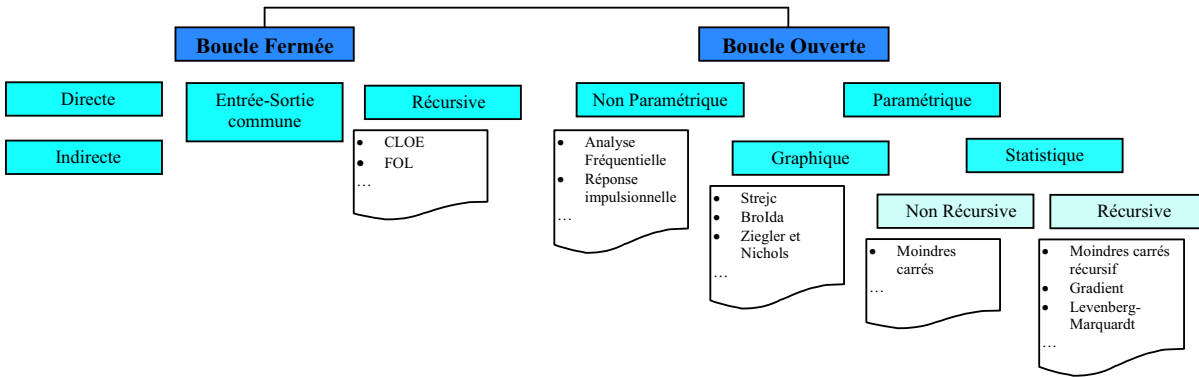 Boucle Fermée
Boucle Ouverte
Directe
Entrée-Sortie
commune
Récursive
Non Paramétrique
Paramétrique
Indirecte
• CLOE
• FOL
…
• Analyse
Fréquentielle
• Réponse
impulsionnelle
…
Graphique
Statistique
• Strejc
• BroIda
• Ziegler et
Nichols
…
Non Récursive
Récursive
• Moindres
carrés
…
• Moindres carrés
récursif
• Gradient
• Levenberg-
Marquardt
…